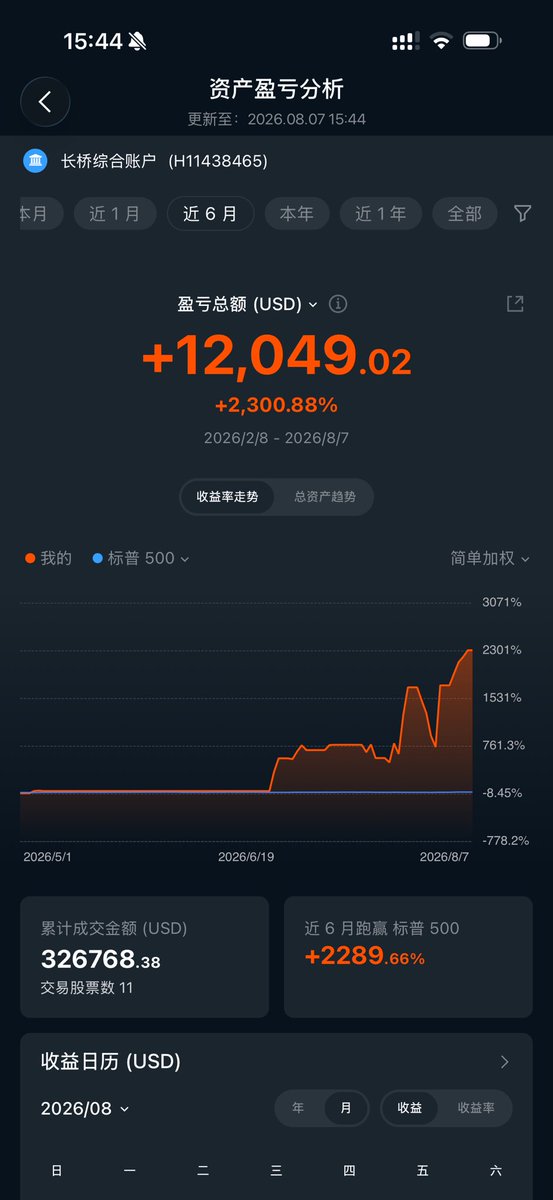 15:44
资产盈亏分析
更新至：2026.08.07 15:44
长桥综合账户 (H11438465)
本月 近 1 月 近 6 月 本年 近 1 年 全部
盈亏总额 (USD)
+12,049.02
+2,300.88%
2026/2/8 - 2026/8/7
收益率走势 总资产趋势
我的 标普 500 简单加权
3071%
2301%
1531%
761.3%
-8.45%
-778.2%
2026/5/1 2026/6/19 2026/8/7
累计成交金额 (USD)
326768.38
交易股票数 11
近 6 月跑赢 标普 500
+2289.66%
收益日历 (USD)
2026/08 年 月 收益 收益率
日 一 二 三 四 五 六